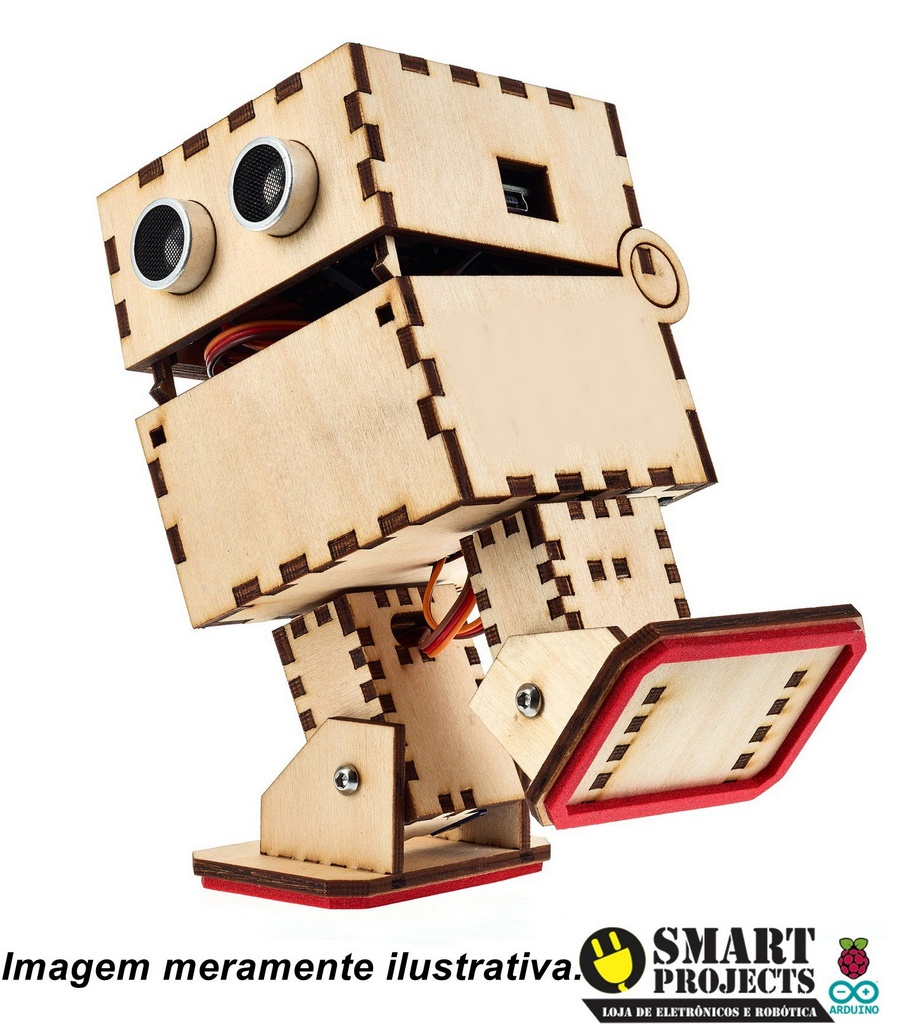 Imagem meramente ilustrativa.
SMART
PROJECTS
LOJA DE ELETRÔNICOS E ROBÓTICA
ARDUINO